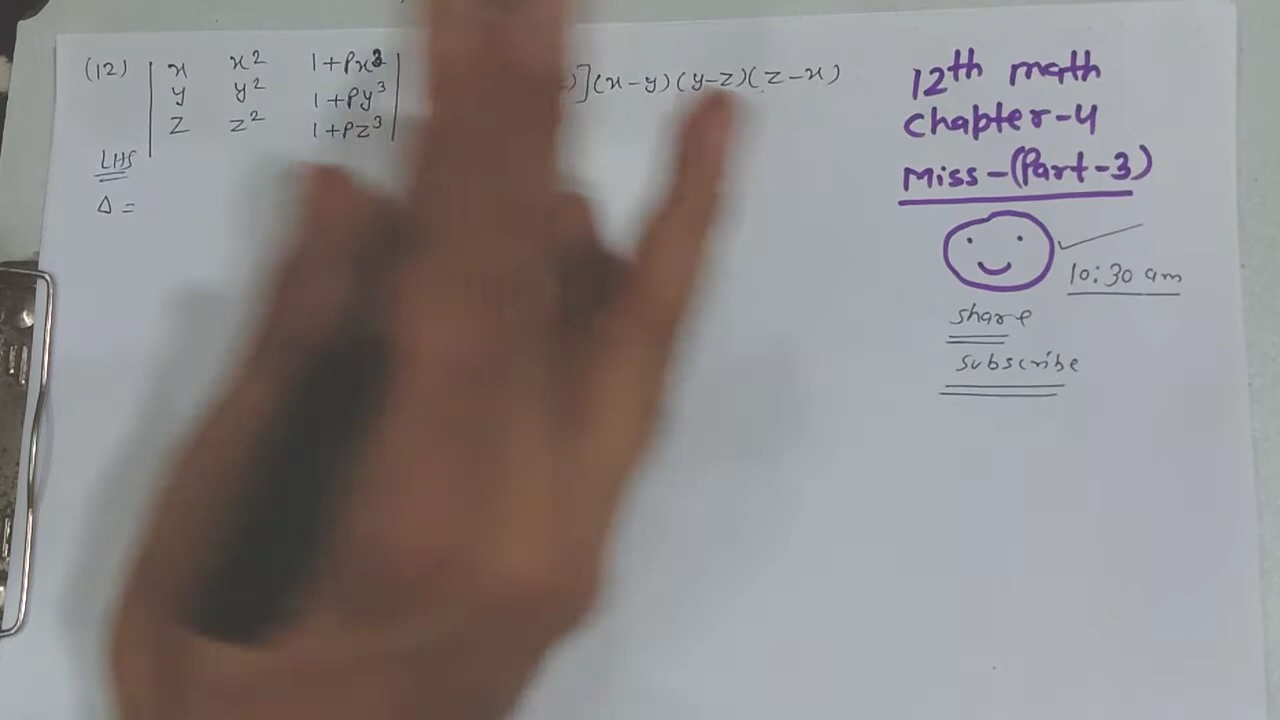 (12) | x x² 1+Px³ | )](x-y)(y-z)(z-x)
| y y² 1+Py³ |
| z z² 1+Pz³ |
LHS
Δ =
12th math
Chapter-4
Miss-(Part-3)
10:30 am
share
subscribe